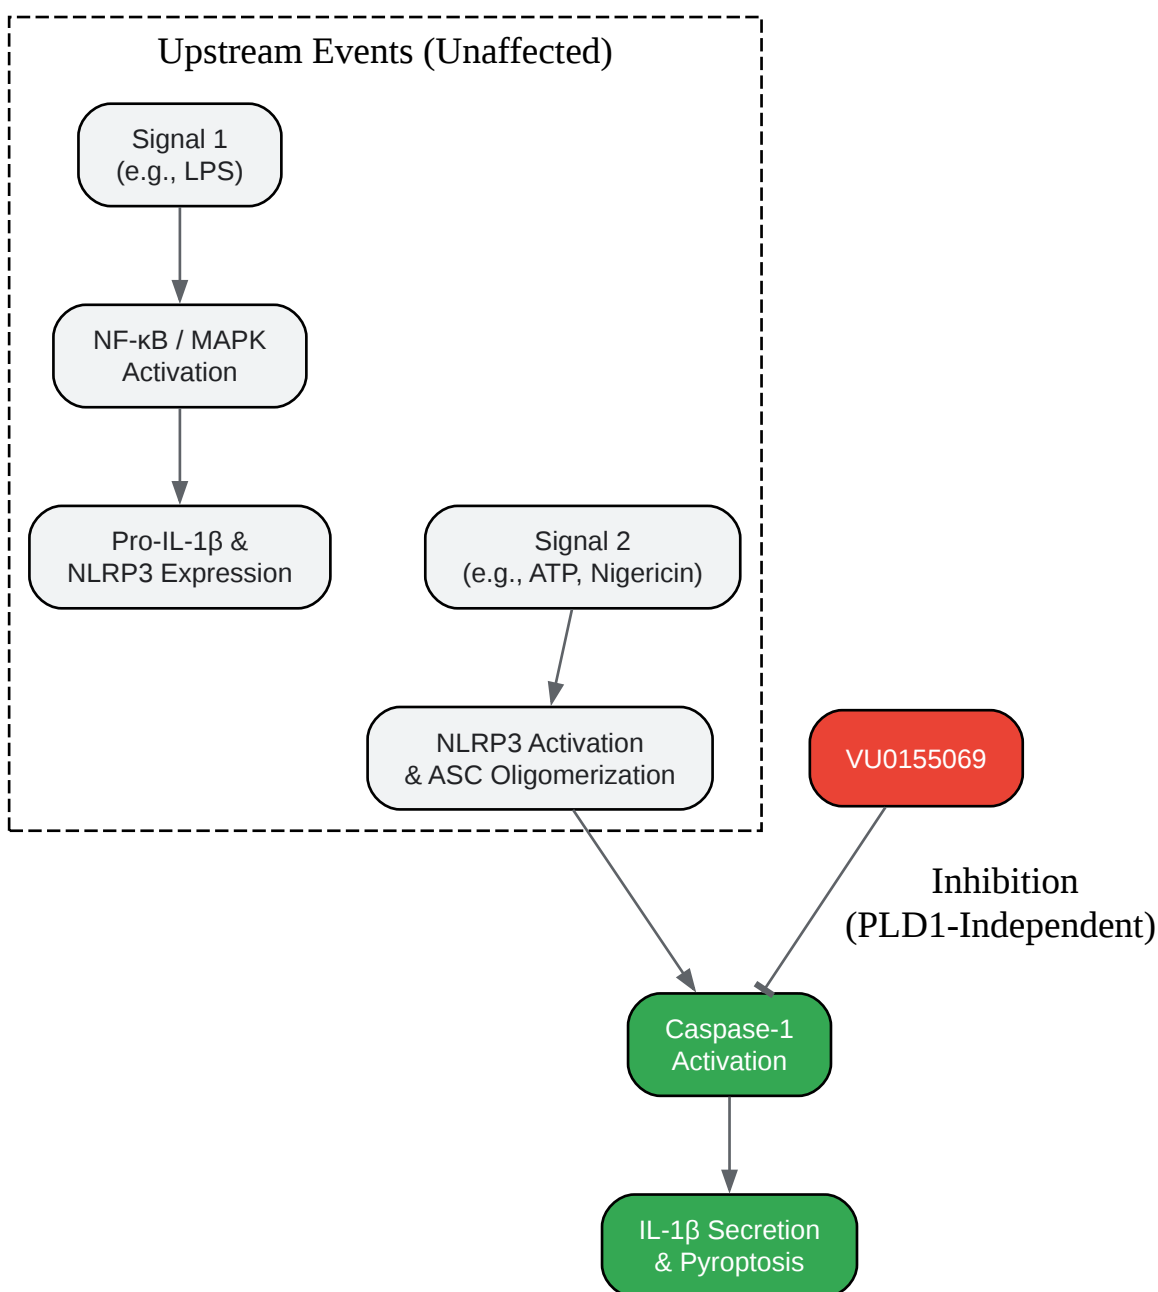 Upstream Events (Unaffected)
Signal 1
(e.g., LPS)
NF-κB / MAPK
Activation
Pro-IL-1β &
NLRP3 Expression
Signal 2
(e.g., ATP, Nigericin)
NLRP3 Activation
& ASC Oligomerization
VU0155069
Inhibition
(PLD1-Independent)
Caspase-1
Activation
IL-1β Secretion
& Pyroptosis